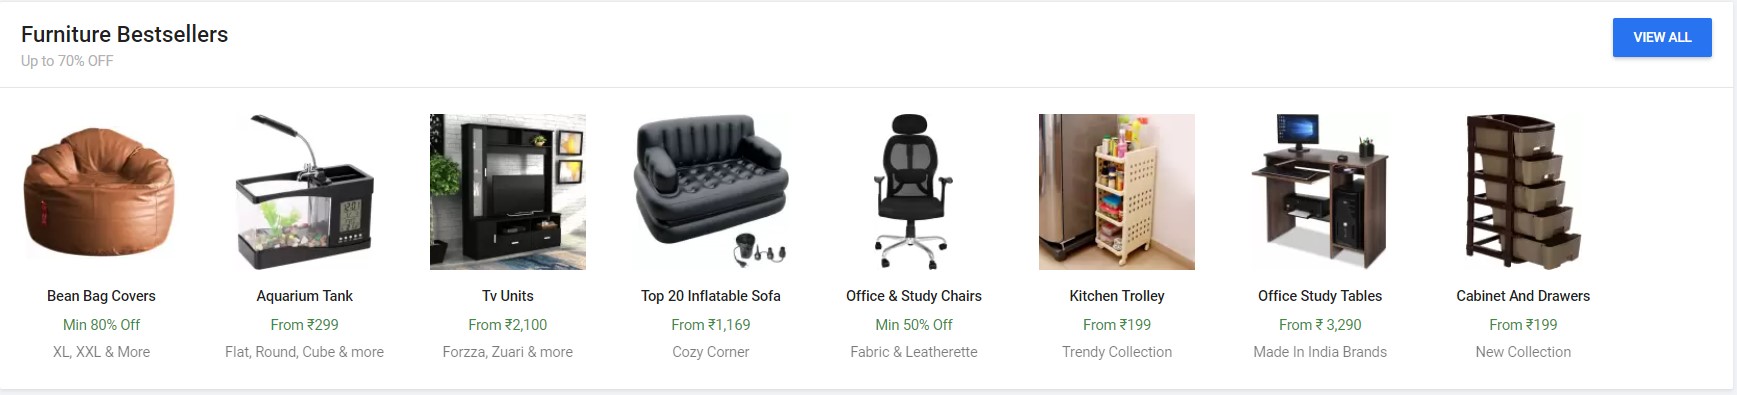 Furniture Bestsellers
Up to 70% OFF
VIEW ALL
Bean Bag Covers
Min 80% Off
XL, XXL & More
Aquarium Tank
From ₹299
Flat, Round, Cube & more
Tv Units
From ₹2,100
Forzza, Zuari & more
Top 20 Inflatable Sofa
From ₹1,169
Cozy Corner
Office & Study Chairs
Min 50% Off
Fabric & Leatherette
Kitchen Trolley
From ₹199
Trendy Collection
Office Study Tables
From ₹ 3,290
Made In India Brands
Cabinet And Drawers
From ₹199
New Collection